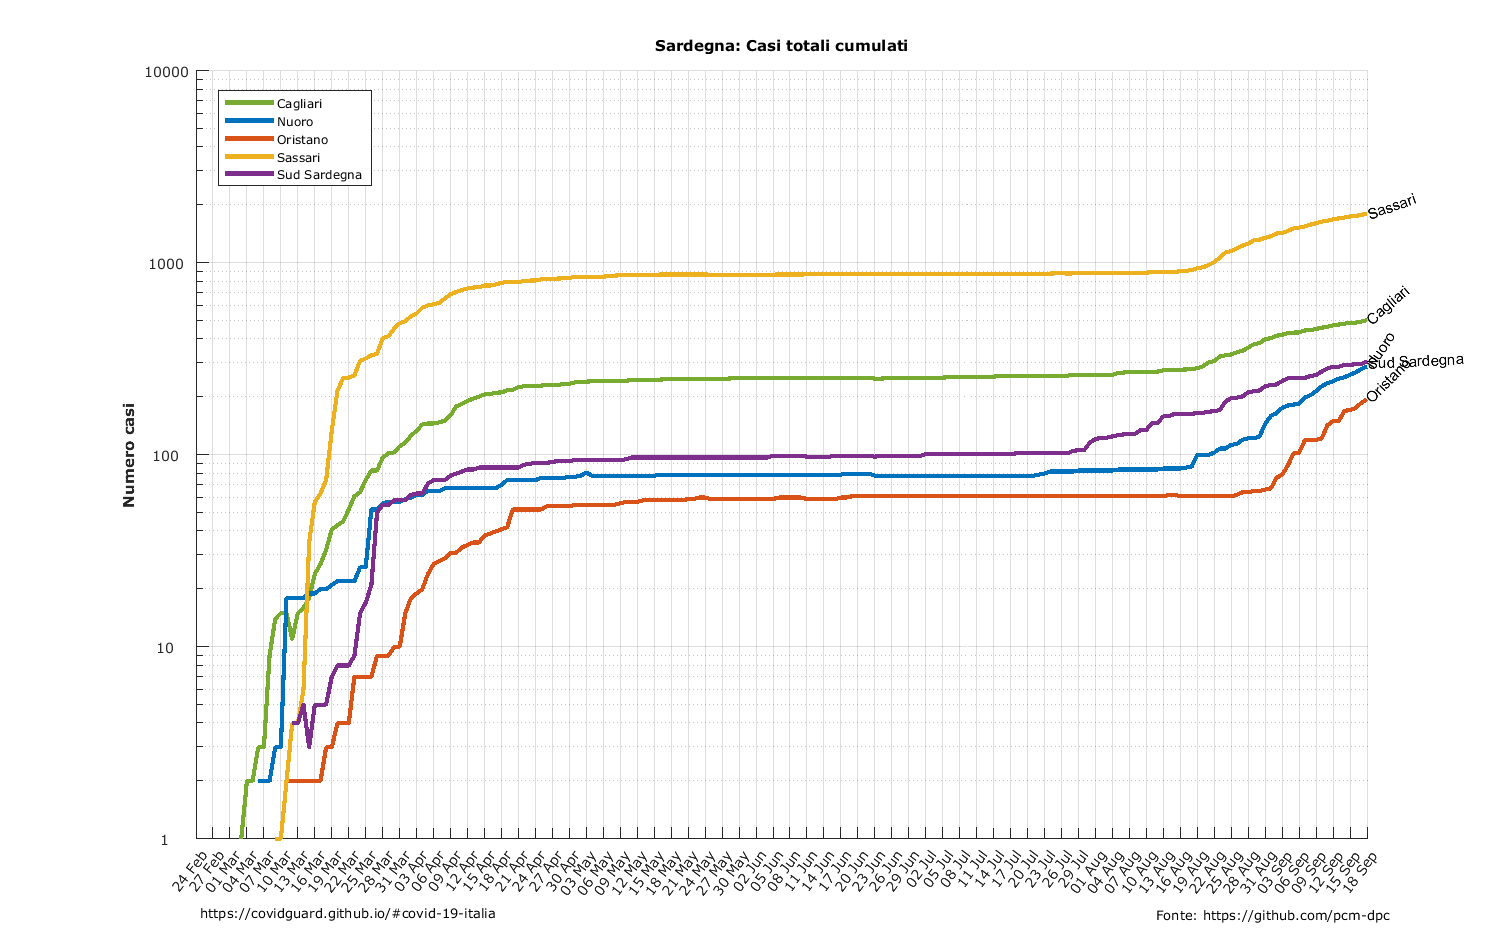 Sardegna: Casi totali cumulati
10000
1000
100
10
1
Numero casi
Cagliari
Nuoro
Oristano
Sassari
Sud Sardegna
Sassari
Cagliari
Nuoro
Sud Sardegna
Oristano
24 Feb
27 Feb
01 Mar
04 Mar
07 Mar
10 Mar
13 Mar
16 Mar
19 Mar
22 Mar
25 Mar
28 Mar
31 Mar
03 Apr
06 Apr
09 Apr
12 Apr
15 Apr
18 Apr
21 Apr
24 Apr
27 Apr
30 Apr
03 May
06 May
09 May
12 May
15 May
18 May
21 May
24 May
27 May
30 May
02 Jun
05 Jun
08 Jun
11 Jun
14 Jun
17 Jun
20 Jun
23 Jun
26 Jun
29 Jun
02 Jul
05 Jul
08 Jul
11 Jul
14 Jul
17 Jul
20 Jul
23 Jul
26 Jul
29 Jul
01 Aug
04 Aug
07 Aug
10 Aug
13 Aug
16 Aug
19 Aug
22 Aug
25 Aug
28 Aug
31 Aug
03 Sep
06 Sep
09 Sep
12 Sep
15 Sep
18 Sep
https://covidguard.github.io/#covid-19-italia
Fonte: https://github.com/pcm-dpc